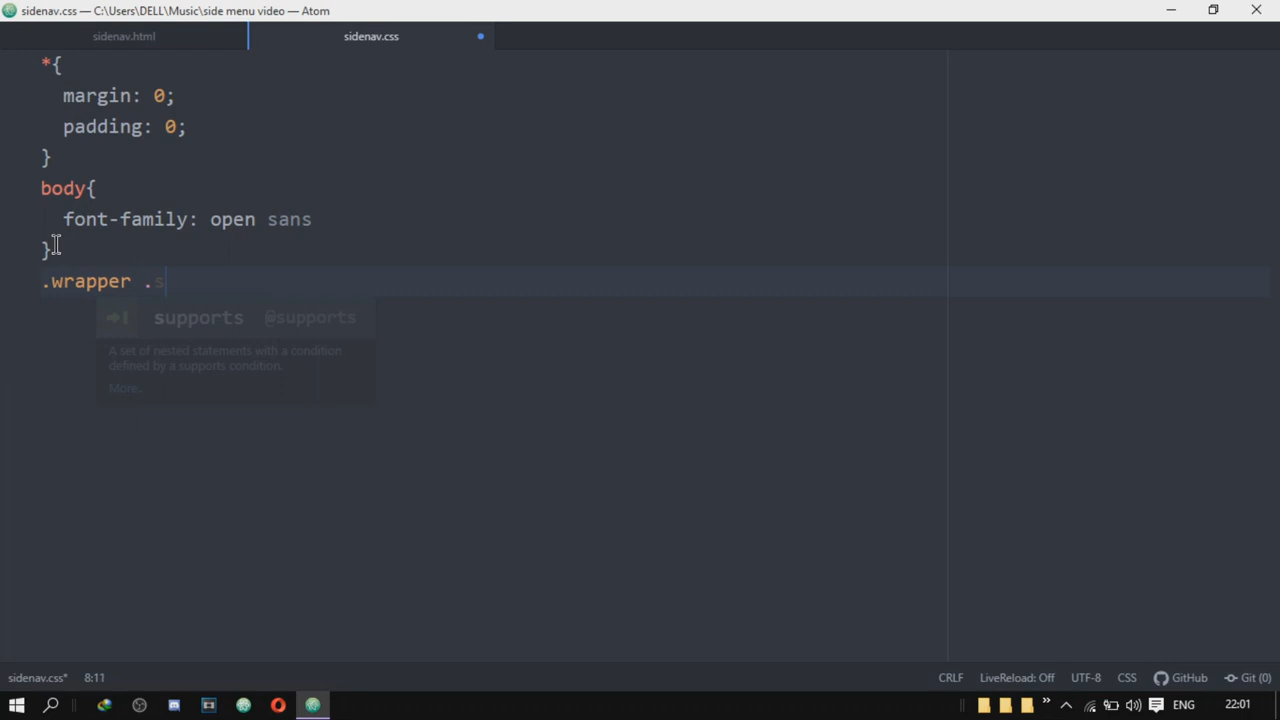 sidenav.css — C:\Users\DELL\Music\side menu video — Atom
sidenav.html
sidenav.css
*{
margin: 0;
padding: 0;
}
body{
font-family: open sans
}
.wrapper .s
supports @supports
A set of nested statements with a condition
defined by a supports condition.
More..
sidenav.css* 8:11 CRLF LiveReload: Off UTF-8 CSS GitHub Git (0)
ENG 22:01